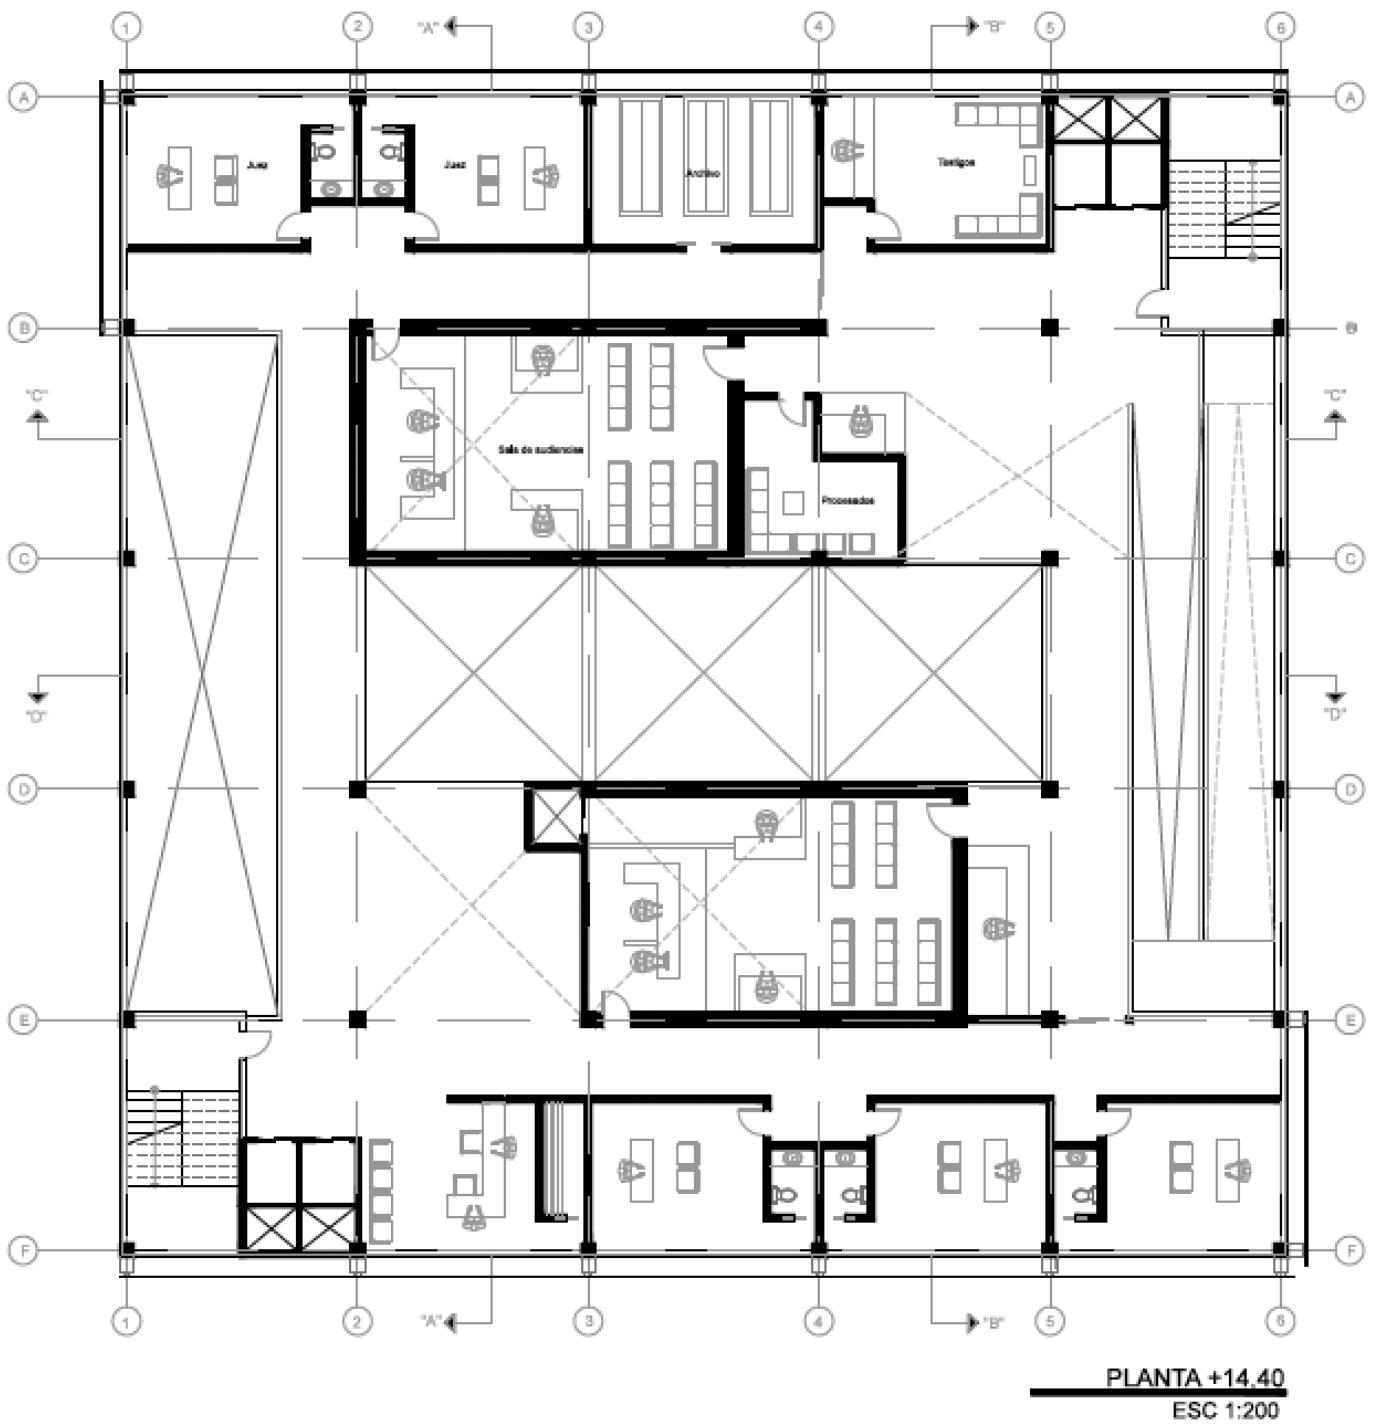 1 2 "A" 3 4 "B" 5 6
A A
Juez Juez Archivo Testigos
B B
"C" "C"
Sala de audiencias
Procesados
C C
"D" "D"
D D
E E
F F
1 2 "A" 3 4 "B" 5 6
PLANTA +14,40
ESC 1:200